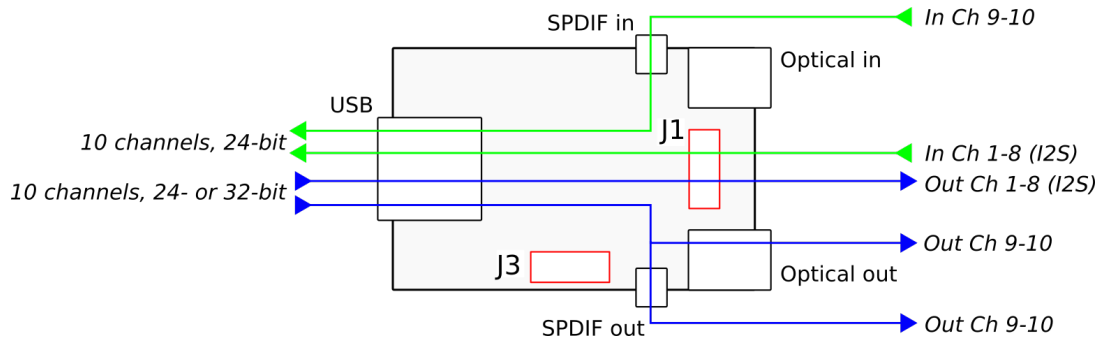 In Ch 9-10
SPDIF in
Optical in
USB
J1
10 channels, 24-bit
In Ch 1-8 (I2S)
Out Ch 1-8 (I2S)
10 channels, 24- or 32-bit
Out Ch 9-10
J3
Optical out
SPDIF out
Out Ch 9-10